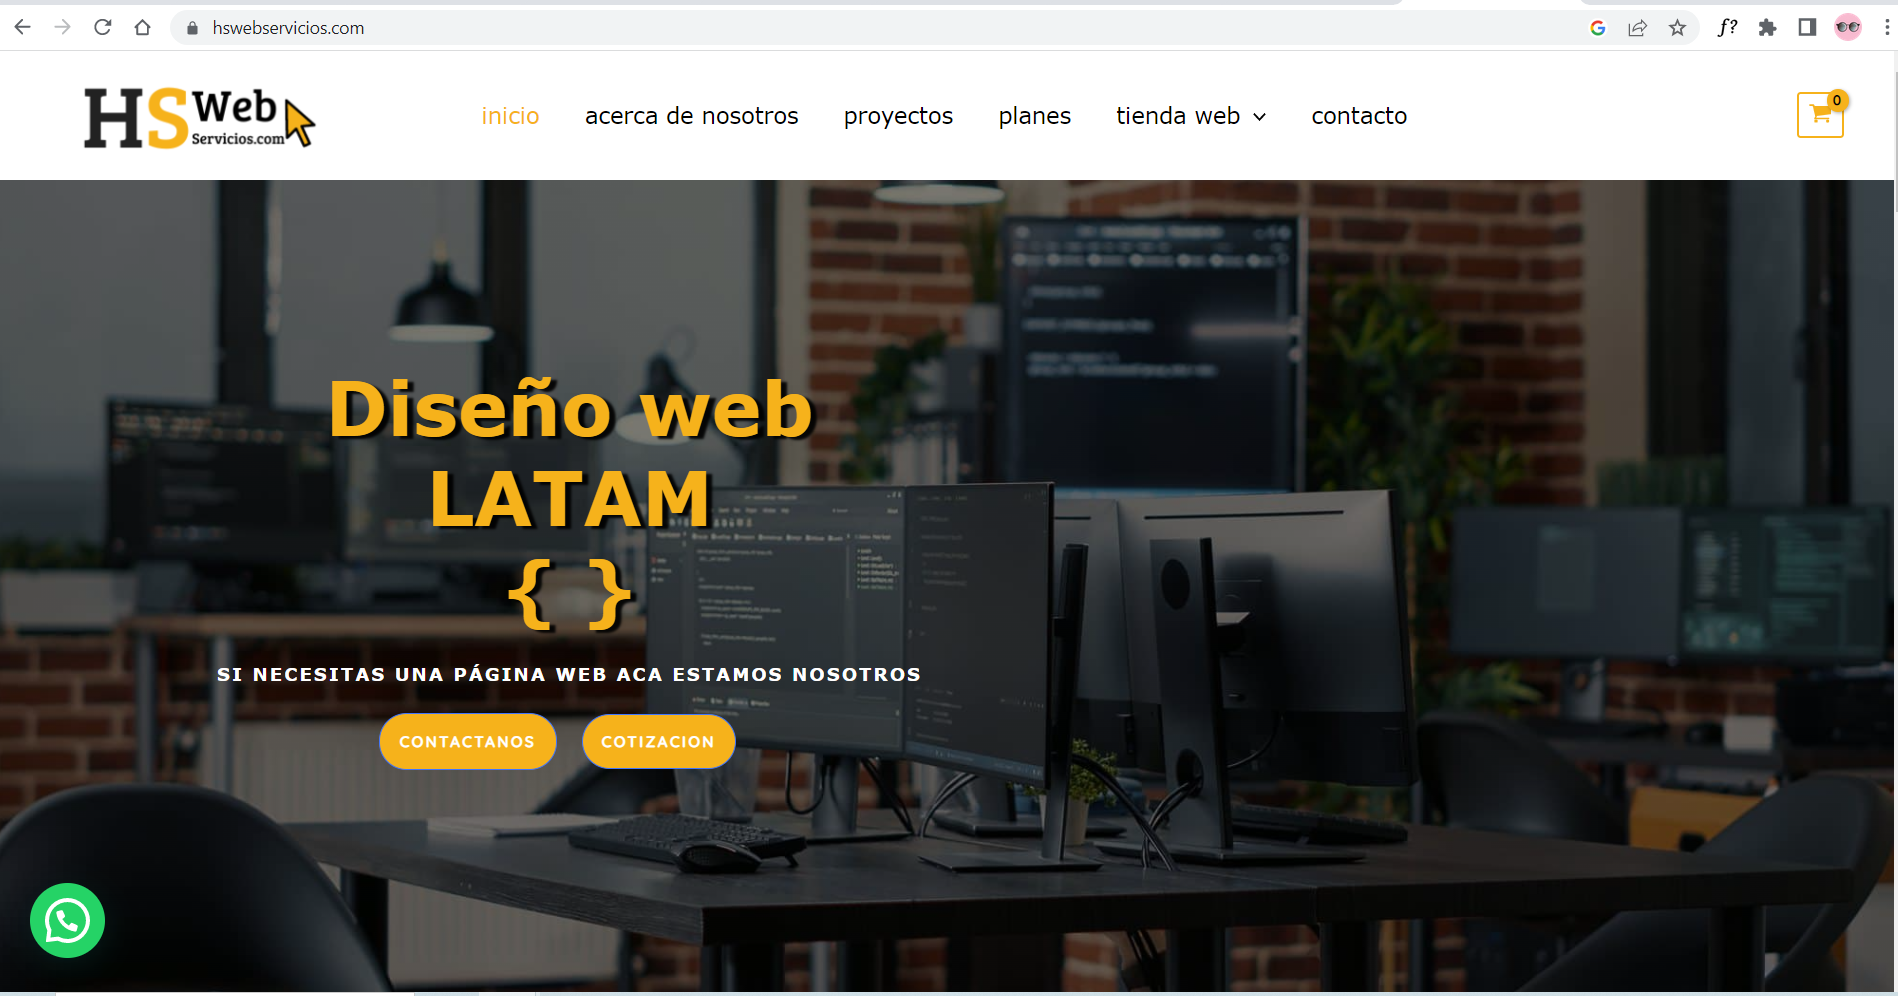 hswebservicios.com
f?
HS Web
Servicios.com
inicio
acerca de nosotros
proyectos
planes
tienda web
contacto
0
Diseño web
LATAM
{ }
SI NECESITAS UNA PÁGINA WEB ACA ESTAMOS NOSOTROS
CONTACTANOS
COTIZACION